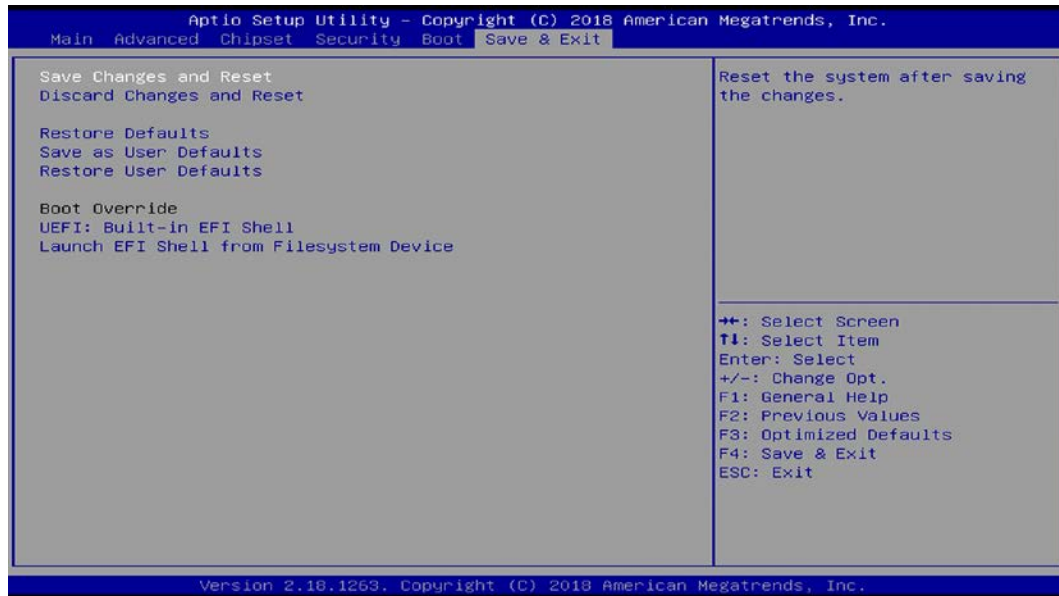 Aptio Setup Utility – Copyright (C) 2018 American Megatrends, Inc.
Main Advanced Chipset Security Boot Save & Exit
Save Changes and Reset
Discard Changes and Reset
Restore Defaults
Save as User Defaults
Restore User Defaults
Boot Override
UEFI: Built-in EFI Shell
Launch EFI Shell from Filesystem Device
Reset the system after saving
the changes.
→←: Select Screen
↑↓: Select Item
Enter: Select
+/-: Change Opt.
F1: General Help
F2: Previous Values
F3: Optimized Defaults
F4: Save & Exit
ESC: Exit
Version 2.18.1263. Copyright (C) 2018 American Megatrends, Inc.